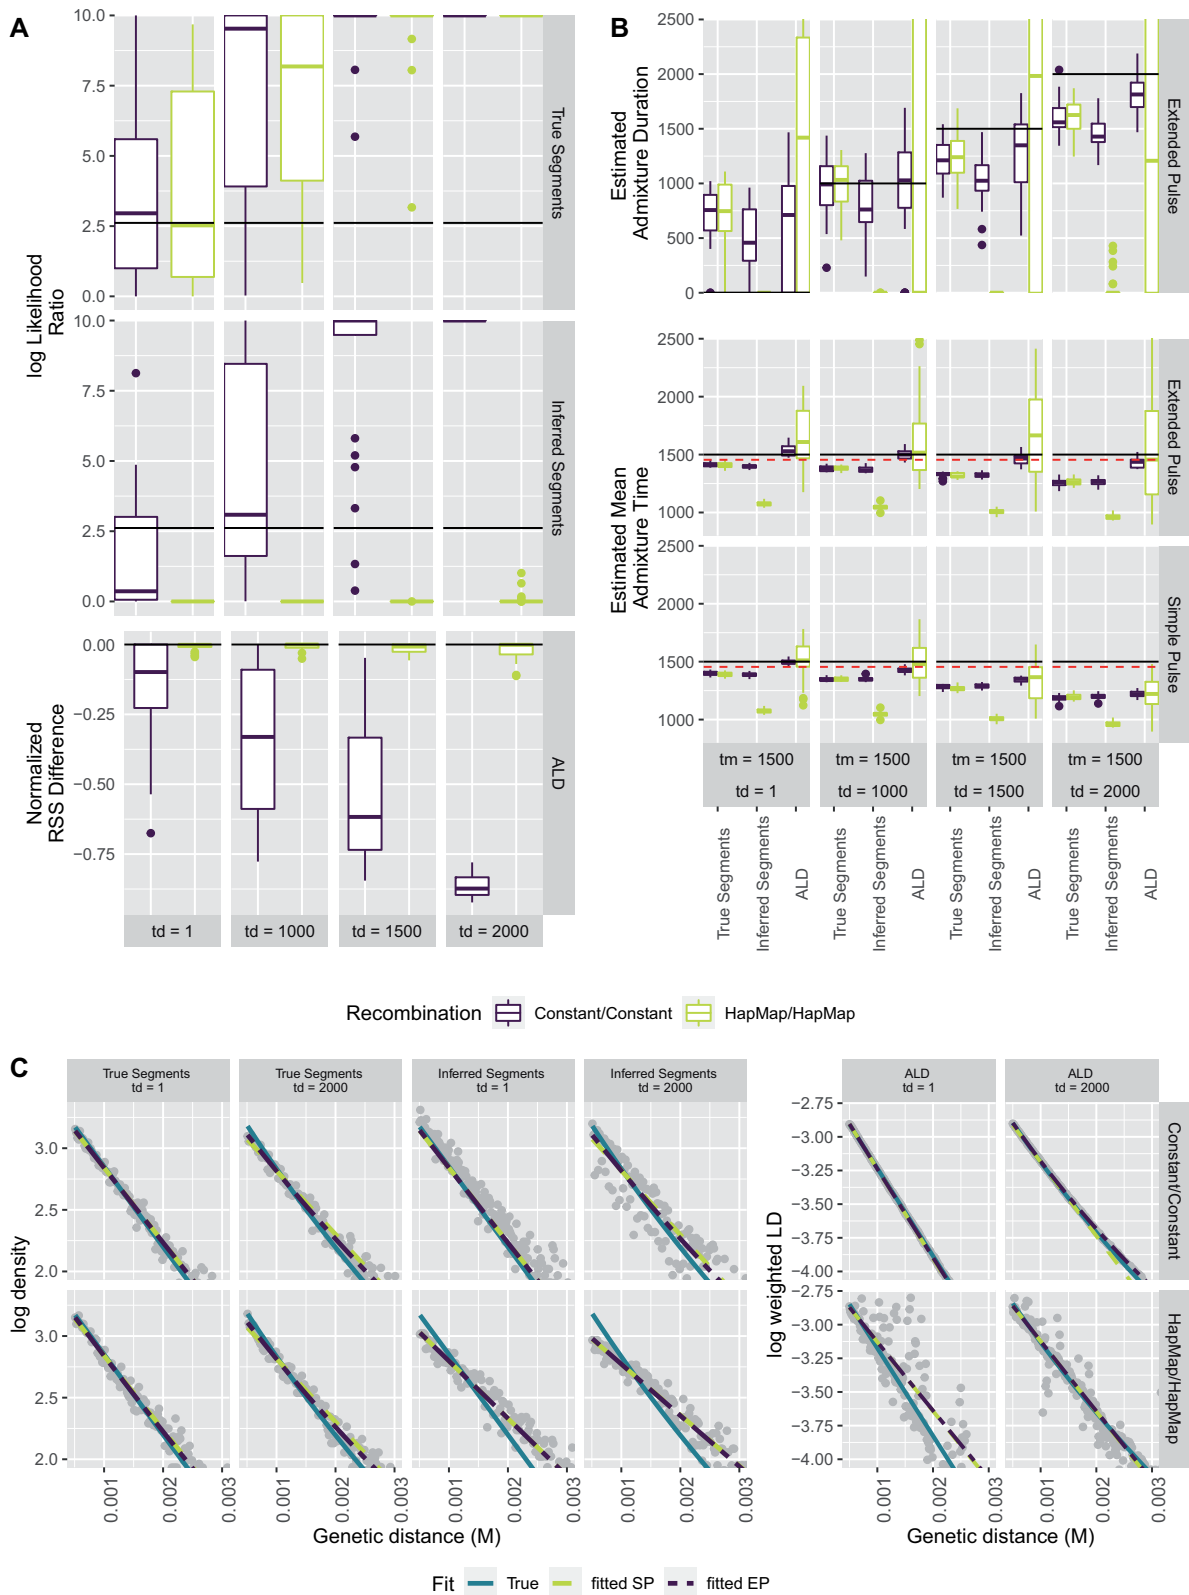 A
log Likelihood
Ratio
10.0
7.5
5.0
2.5
0.0
True Segments
10.0
7.5
5.0
2.5
0.0
Inferred Segments
Normalized
RSS Difference
0.00
−0.25
−0.50
−0.75
ALD
td = 1
td = 1000
td = 1500
td = 2000
B
Estimated
Admixture Duration
2500
2000
1500
1000
500
0
Extended Pulse
Estimated Mean
Admixture Time
2500
2000
1500
1000
Extended Pulse
2500
2000
1500
1000
Simple Pulse
tm = 1500
tm = 1500
tm = 1500
tm = 1500
td = 1
td = 1000
td = 1500
td = 2000
True Segments
Inferred Segments
ALD
True Segments
Inferred Segments
ALD
True Segments
Inferred Segments
ALD
True Segments
Inferred Segments
ALD
Recombination
Constant/Constant
HapMap/HapMap
C
True Segments
td = 1
True Segments
td = 2000
Inferred Segments
td = 1
Inferred Segments
td = 2000
log density
3.0
2.5
2.0
3.0
2.5
2.0
0.001
0.002
0.003
0.001
0.002
0.003
0.001
0.002
0.003
0.001
0.002
0.003
Genetic distance (M)
ALD
td = 1
ALD
td = 2000
log weighted LD
−2.75
−3.00
−3.25
−3.50
−3.75
−4.00
Constant/Constant
−2.75
−3.00
−3.25
−3.50
−3.75
−4.00
HapMap/HapMap
0.001
0.002
0.003
0.001
0.002
0.003
Genetic distance (M)
Fit
True
fitted SP
fitted EP